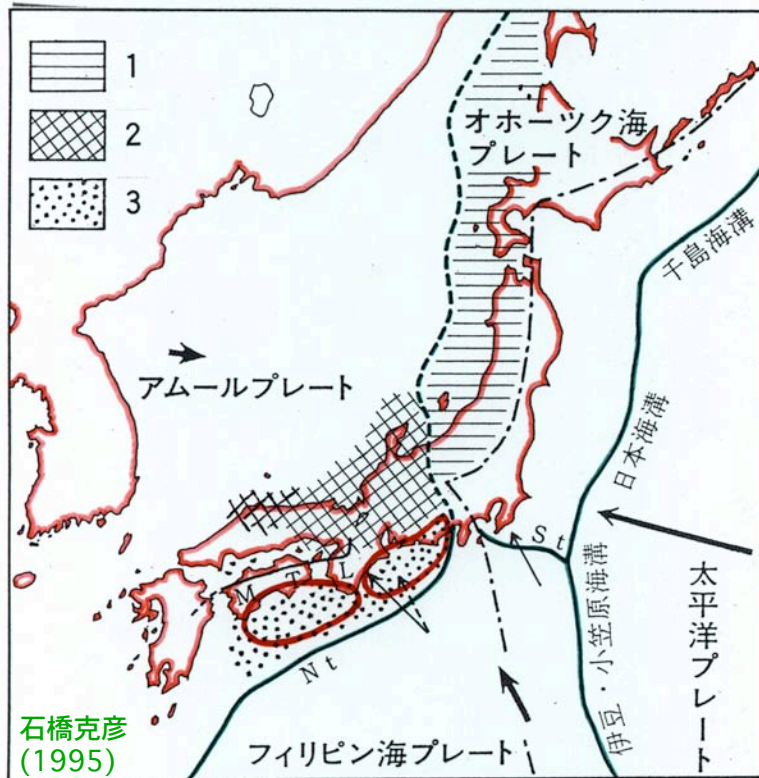 1
2
3
オホーツク海
プレート
千島海溝
アムールプレート
日本海溝
St
M T L
伊豆・小笠原海溝
太平洋プレート
Nt
石橋克彦
(1995)
フィリピン海プレート